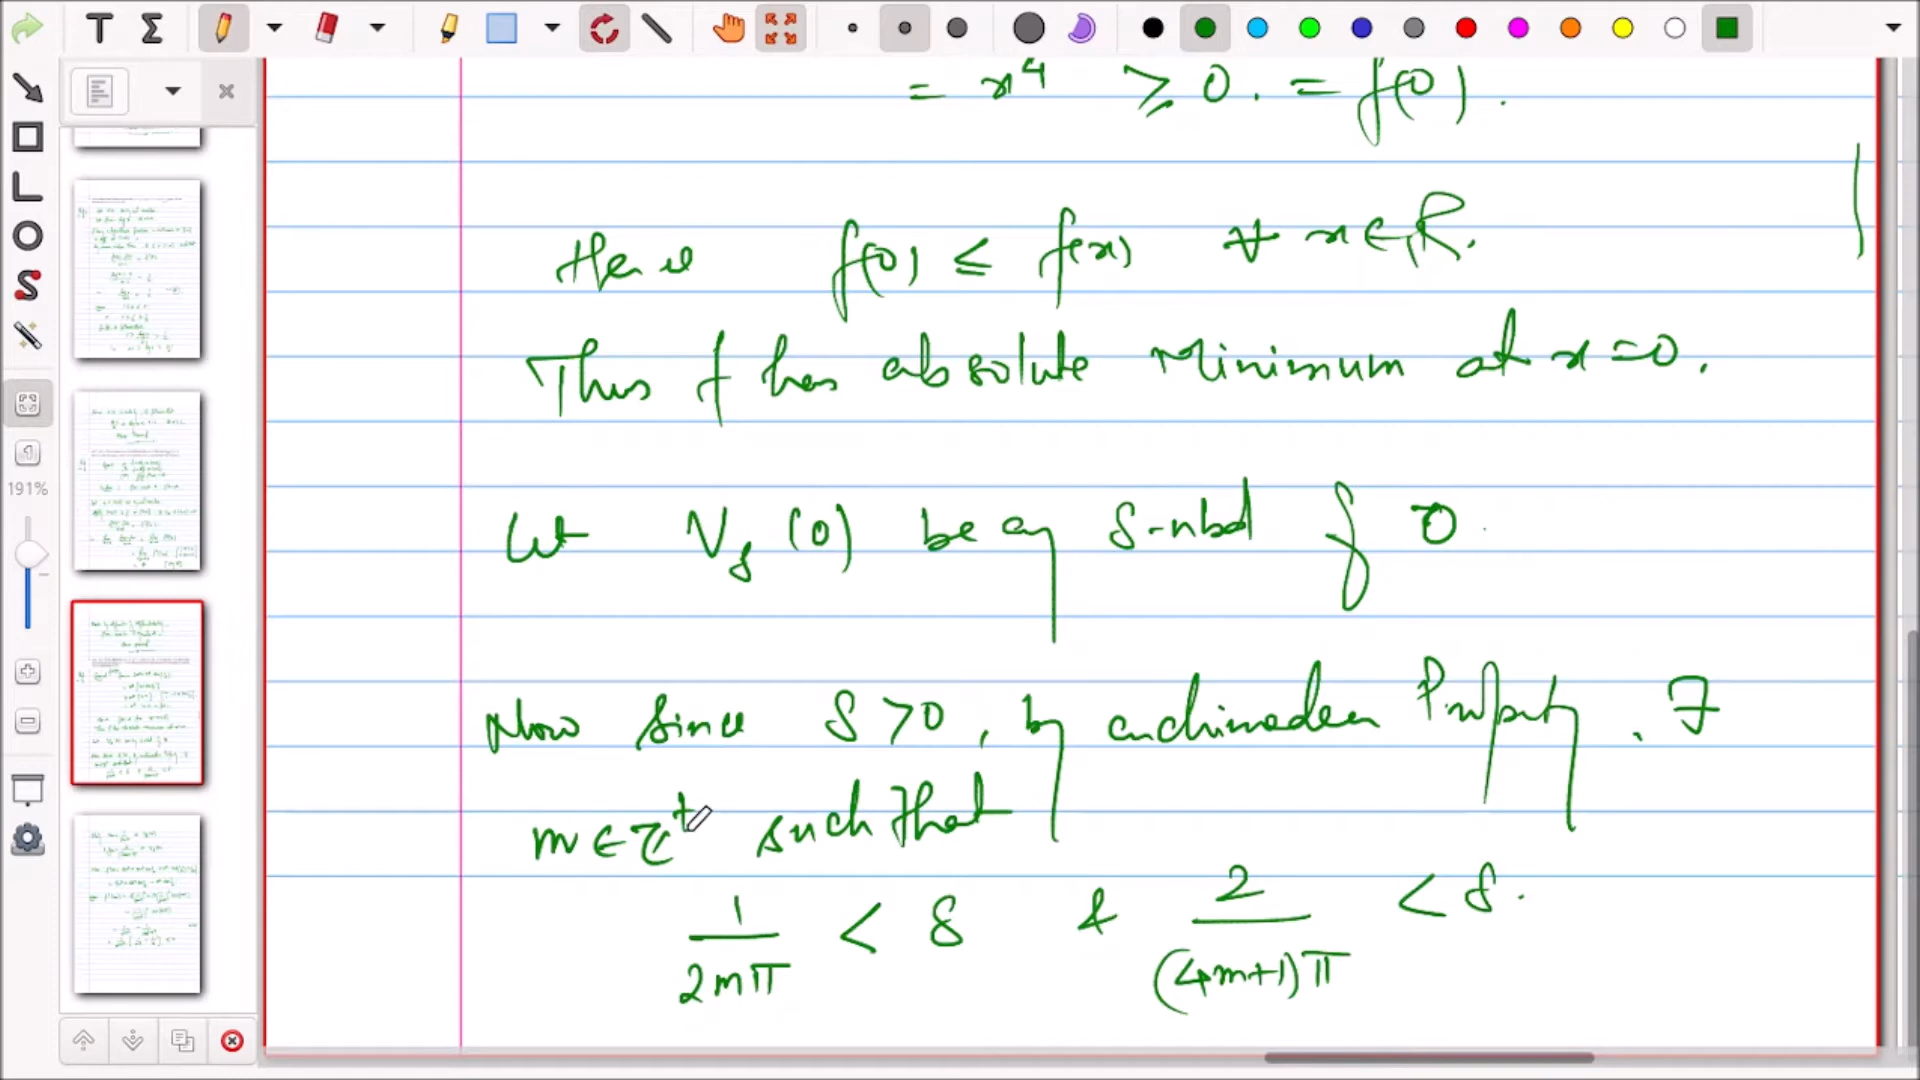 = x⁴ ≥ 0. = f(0).
Hence f(0) ≤ f(x) ∀ x ∈ ℝ.
Thus f has absolute Minimum at x = 0.
Let V_δ (0) be any δ-nbd of 0.
Now since δ > 0, by archimedean Property, ∃
m ∈ ℤ⁺ such that
1/(2mπ) < δ & 2/((4m+1)π) < δ.
191%